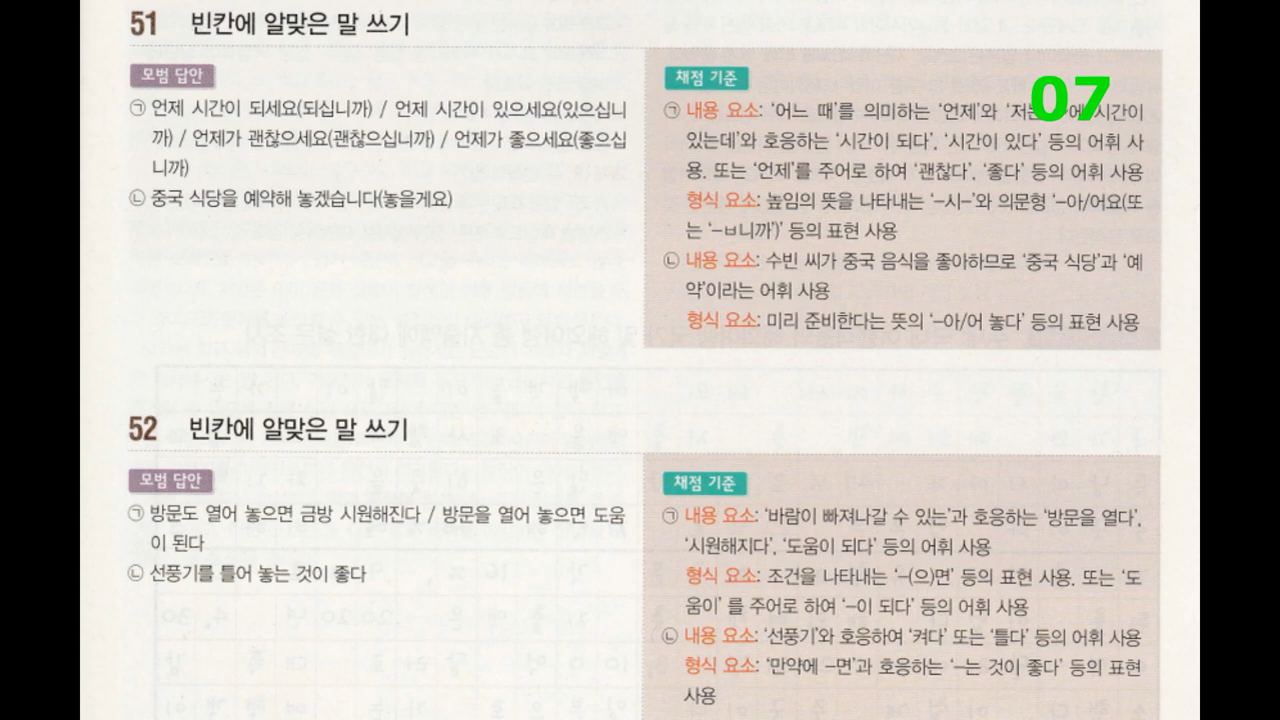 51 빈칸에 알맞은 말 쓰기
모범 답안
㉠ 언제 시간이 되세요(되십니까) / 언제 시간이 있으세요(있으십니
까) / 언제가 괜찮으세요(괜찮으십니까) / 언제가 좋으세요(좋으십
니까)
㉡ 중국 식당을 예약해 놓겠습니다(놓을게요)
채점 기준
07
㉠ 내용 요소: ‘어느 때’를 의미하는 ‘언제’와 ‘저는 시간이
있는데’와 호응하는 ‘시간이 되다’, ‘시간이 있다’ 등의 어휘 사
용. 또는 ‘언제’를 주어로 하여 ‘괜찮다’, ‘좋다’ 등의 어휘 사용
형식 요소: 높임의 뜻을 나타내는 ‘–시–’와 의문형 ‘–아/어요(또
는 ‘–ㅂ니까’)’ 등의 표현 사용
㉡ 내용 요소: 수빈 씨가 중국 음식을 좋아하므로 ‘중국 식당’과 ‘예
약’이라는 어휘 사용
형식 요소: 미리 준비한다는 뜻의 ‘–아/어 놓다’ 등의 표현 사용
52 빈칸에 알맞은 말 쓰기
모범 답안
㉠ 방문도 열어 놓으면 금방 시원해진다 / 방문을 열어 놓으면 도움
이 된다
㉡ 선풍기를 틀어 놓는 것이 좋다
채점 기준
㉠ 내용 요소: ‘바람이 빠져나갈 수 있는’과 호응하는 ‘방문을 열다’,
‘시원해지다’, ‘도움이 되다’ 등의 어휘 사용
형식 요소: 조건을 나타내는 ‘–(으)면’ 등의 표현 사용. 또는 ‘도
움이’ 를 주어로 하여 ‘–이 되다’ 등의 어휘 사용
㉡ 내용 요소: ‘선풍기’와 호응하여 ‘켜다’ 또는 ‘틀다’ 등의 어휘 사용
형식 요소: ‘만약에 –면’과 호응하는 ‘–는 것이 좋다’ 등의 표현
사용